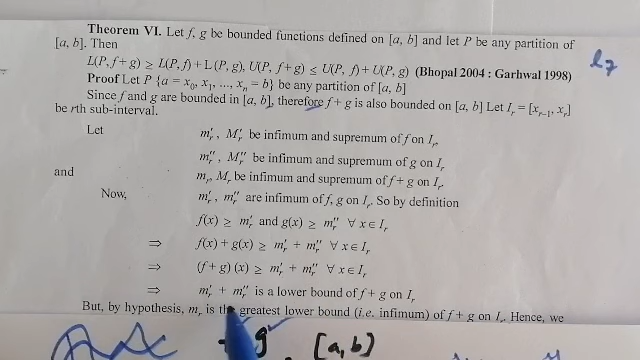 Theorem VI. Let f, g be bounded functions defined on [a, b] and let P be any partition of
[a, b]. Then
L(P, f + g) ≥ L(P, f) + L (P, g), U(P, f + g) ≤ U(P, f) + U(P, g) (Bhopal 2004 : Garhwal 1998)
Proof Let P {a = x₀, x₁, ..., xₙ = b} be any partition of [a, b]
Since f and g are bounded in [a, b], therefore f + g is also bounded on [a, b] Let Iᵣ = [xᵣ₋₁, xᵣ]
be rth sub-interval.
Let m′ᵣ, M′ᵣ be infimum and supremum of f on Iᵣ,
m″ᵣ, M″ᵣ be infimum and supremum of g on Iᵣ
and mᵣ, Mᵣ be infimum and supremum of f + g on Iᵣ
Now, m′ᵣ, m″ᵣ are infimum of f, g on Iᵣ. So by definition
f(x) ≥ m′ᵣ and g(x) ≥ m″ᵣ ∀ x ∈ Iᵣ
⇒ f(x) + g(x) ≥ m′ᵣ + m″ᵣ ∀ x ∈ Iᵣ
⇒ (f + g) (x) ≥ m′ᵣ + m″ᵣ ∀ x ∈ Iᵣ
⇒ m′ᵣ + m″ᵣ is a lower bound of f + g on Iᵣ
But, by hypothesis, mᵣ is the greatest lower bound (i.e. infimum) of f + g on Iᵣ. Hence, we
g [a, b)